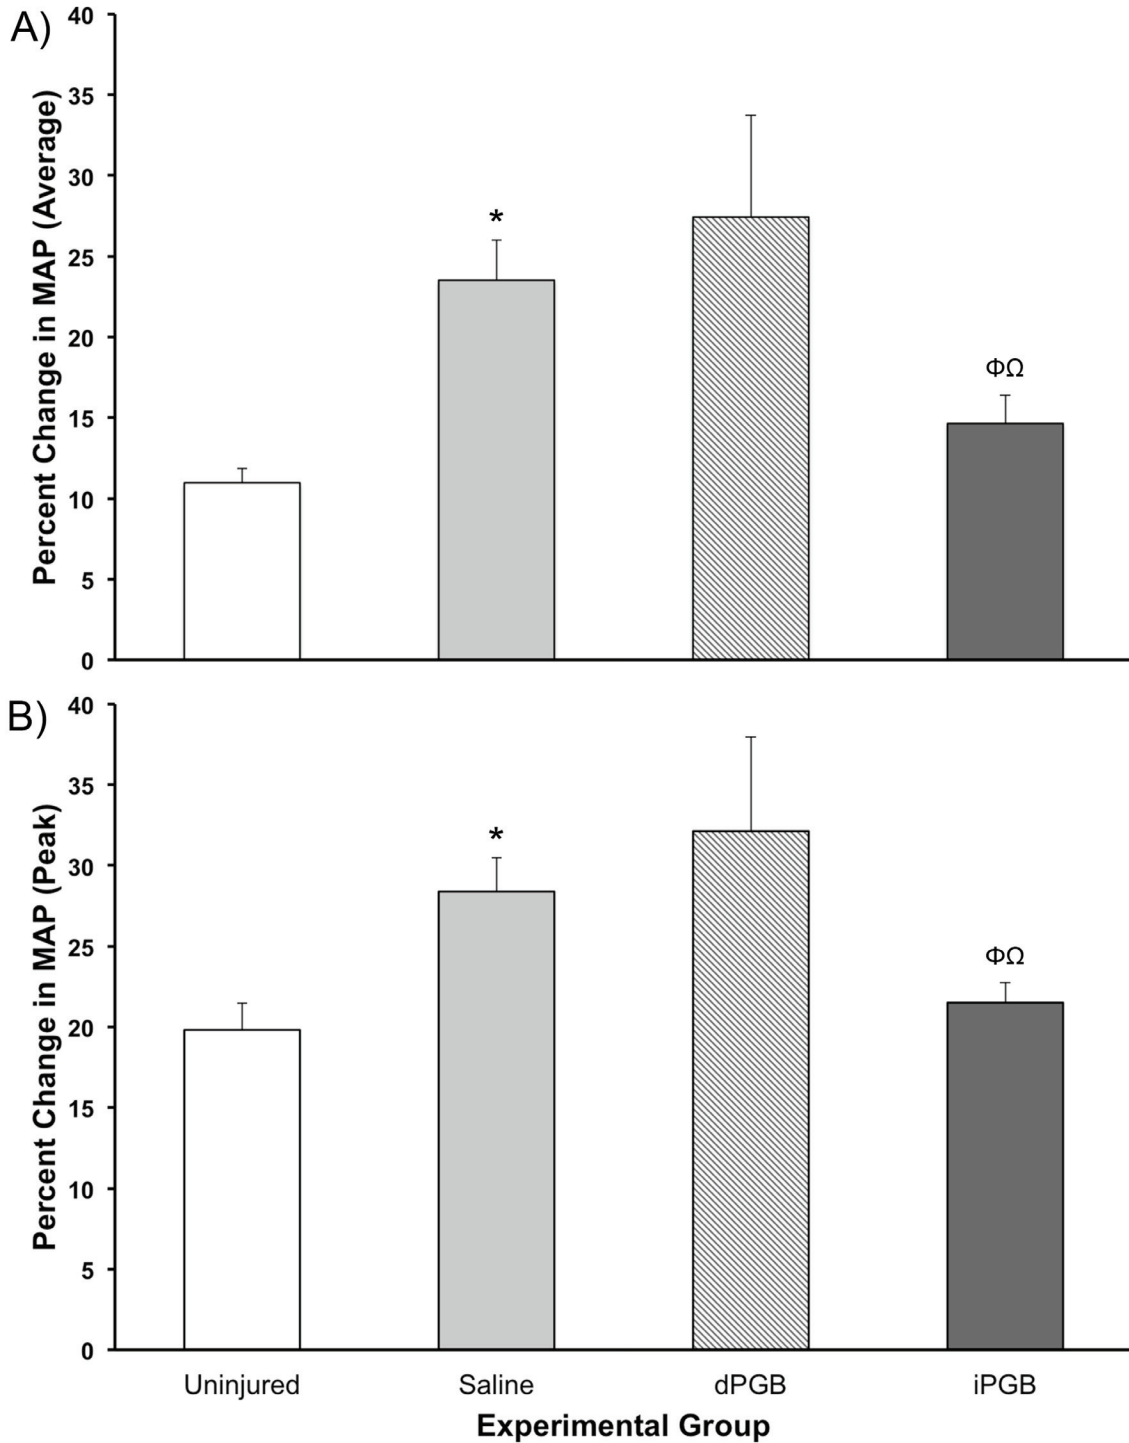 A)
Percent Change in MAP (Average)
40
35
30
25
20
15
10
5
0
*
ΦΩ
B)
Percent Change in MAP (Peak)
40
35
30
25
20
15
10
5
0
*
ΦΩ
Uninjured Saline dPGB iPGB
Experimental Group